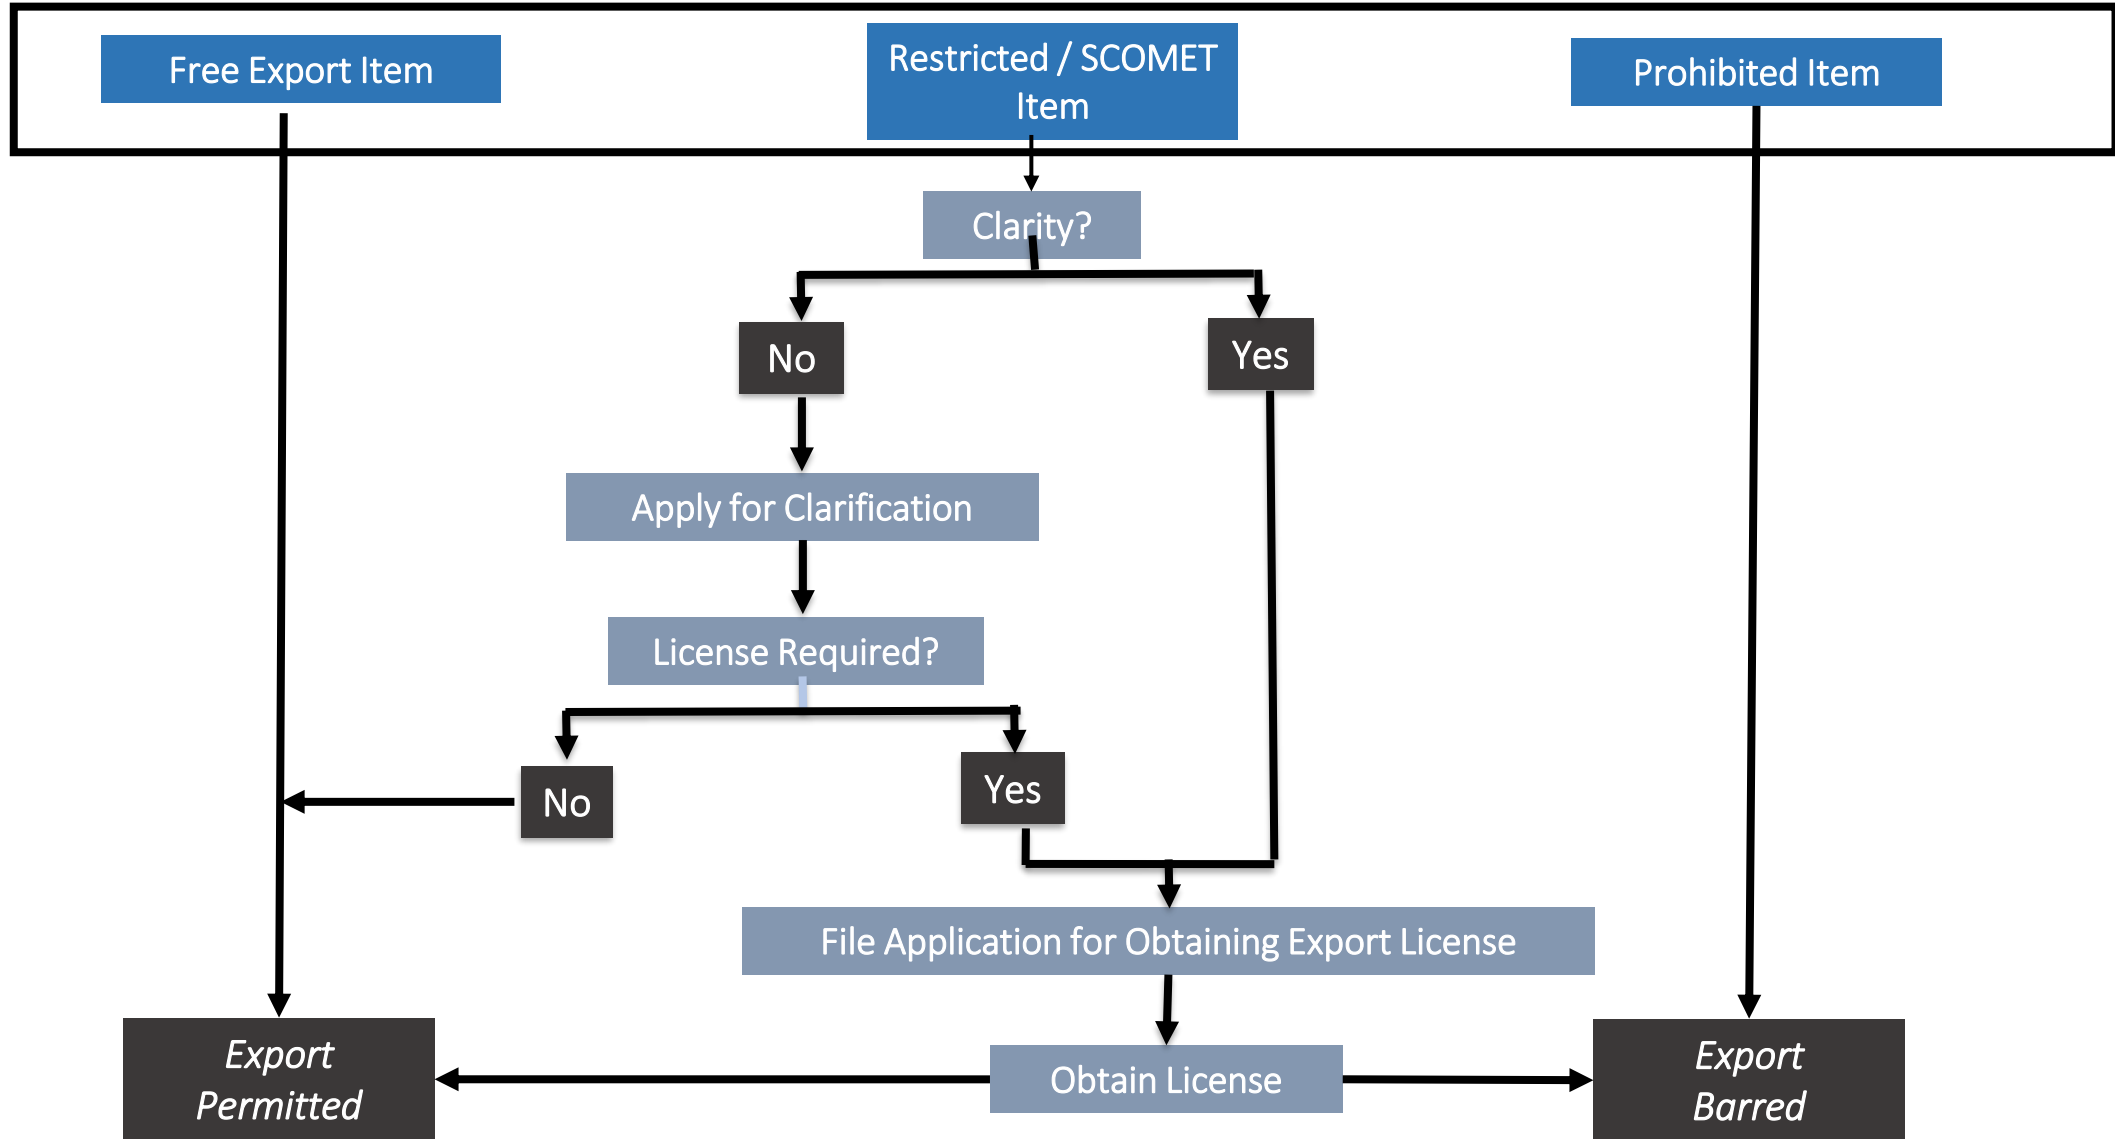 Free Export Item
Restricted / SCOMET
Item
Prohibited Item
Clarity?
No
Yes
Apply for Clarification
License Required?
No
Yes
File Application for Obtaining Export License
Export
Permitted
Obtain License
Export
Barred